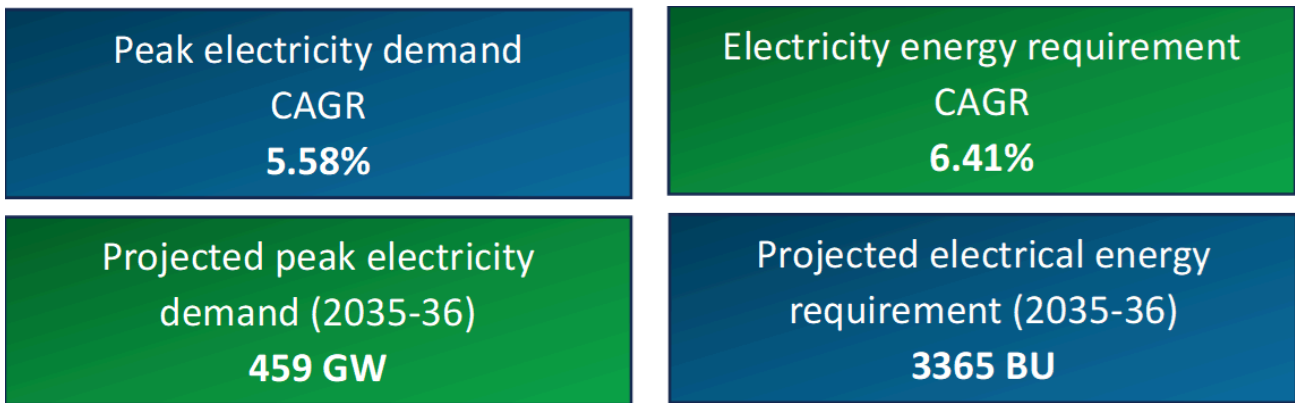 Peak electricity demand
CAGR
5.58%
Electricity energy requirement
CAGR
6.41%
Projected peak electricity
demand (2035-36)
459 GW
Projected electrical energy
requirement (2035-36)
3365 BU